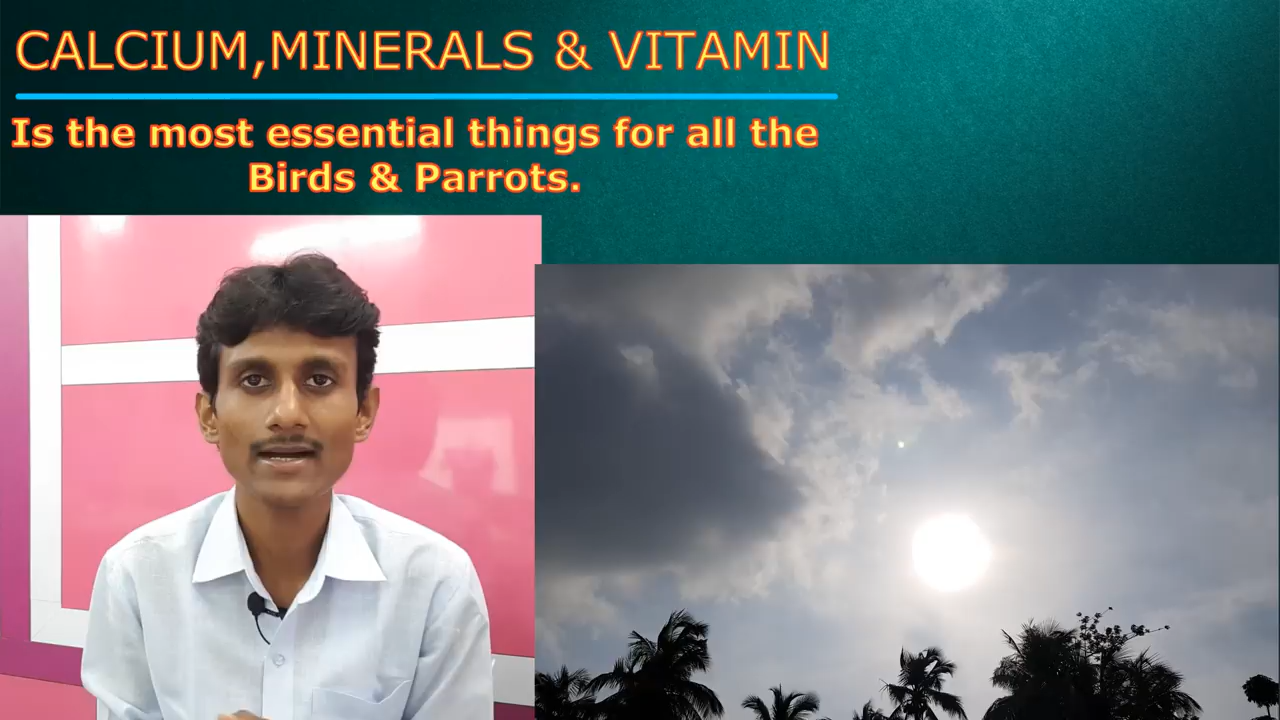 CALCIUM,MINERALS & VITAMIN
Is the most essential things for all the
Birds & Parrots.